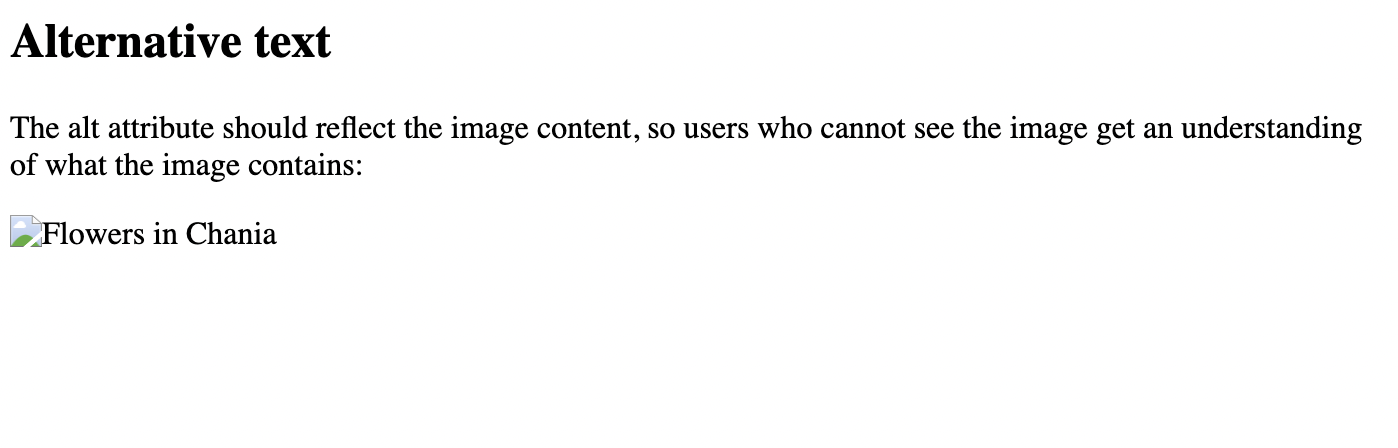 Alternative text
The alt attribute should reflect the image content, so users who cannot see the image get an understanding
of what the image contains:
Flowers in Chania